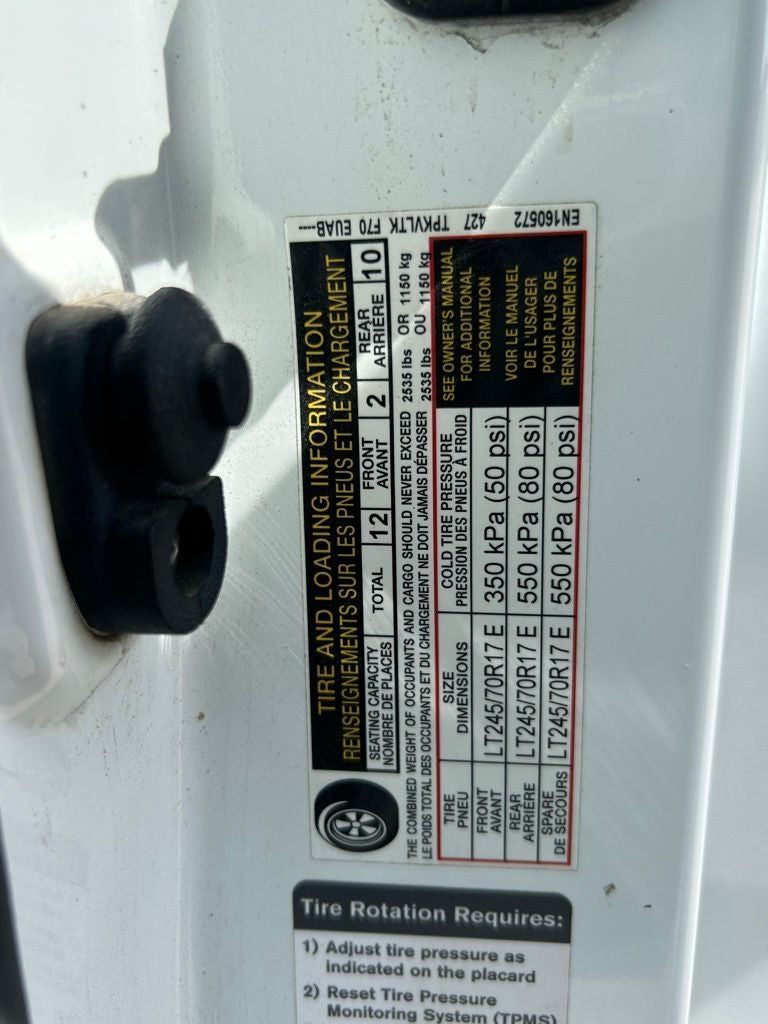 TIRE AND LOADING INFORMATION
RENSEIGNEMENTS SUR LES PNEUS ET LE CHARGEMENT
SEATING CAPACITY TOTAL 12 FRONT 2 REAR 10
NOMBRE DE PLACES AVANT ARRIÈRE
THE COMBINED WEIGHT OF OCCUPANTS AND CARGO SHOULD NEVER EXCEED 2535 lbs OR 1150 kg
LE POIDS TOTAL DES OCCUPANTS ET DU CHARGEMENT NE DOIT JAMAIS DÉPASSER 2535 lbs OU 1150 kg
TIRE SIZE COLD TIRE PRESSURE
PNEU DIMENSIONS PRESSION DES PNEUS À FROID
FRONT
AVANT LT245/70R17 E 350 kPa (50 psi)
REAR
ARRIÈRE LT245/70R17 E 550 kPa (80 psi)
SPARE
DE SECOURS LT245/70R17 E 550 kPa (80 psi)
SEE OWNER'S MANUAL
FOR ADDITIONAL
INFORMATION
VOIR LE MANUEL
DE L'USAGER
POUR PLUS DE
RENSEIGNEMENTS
EN160572 427 TPKVLTK F70 EUAB----
Tire Rotation Requires:
1) Adjust tire pressure as
indicated on the placard
2) Reset Tire Pressure
Monitoring System (TPMS)